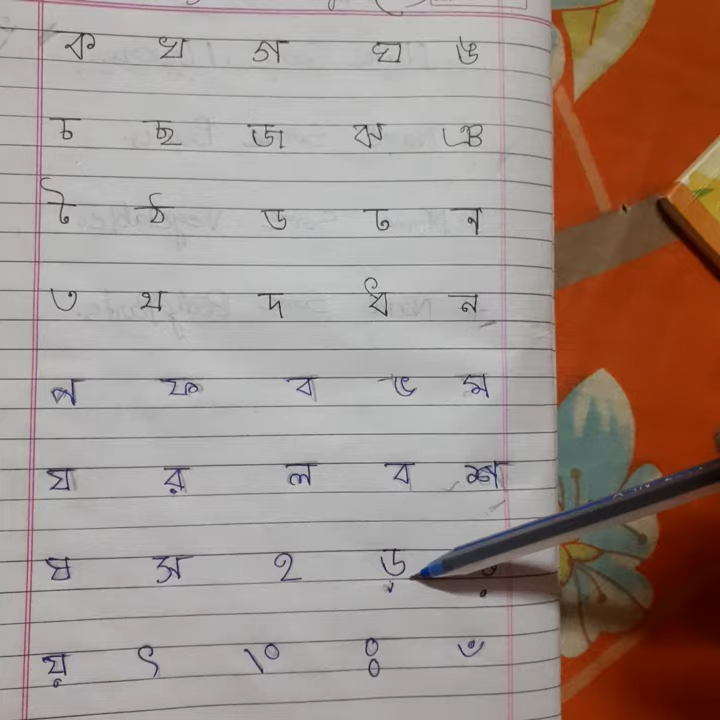 ক খ গ ঘ ঙ
চ ছ জ ঝ ঞ
ট ঠ ড ঢ ণ
ত থ দ ধ ন
প ফ ব ভ ম
য র ল ব শ
ষ স হ ড়
য় ৎ ং ঃ ঁ